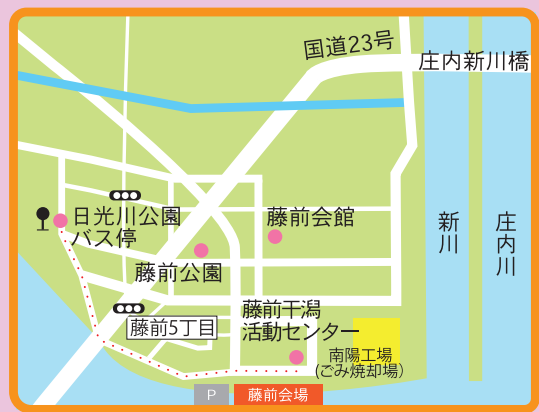 国道23号
庄内新川橋
日光川公園
バス停
藤前会館
新川
庄内川
藤前公園
藤前5丁目
藤前干潟
活動センター
南陽工場
(ごみ焼却場)
P
藤前会場